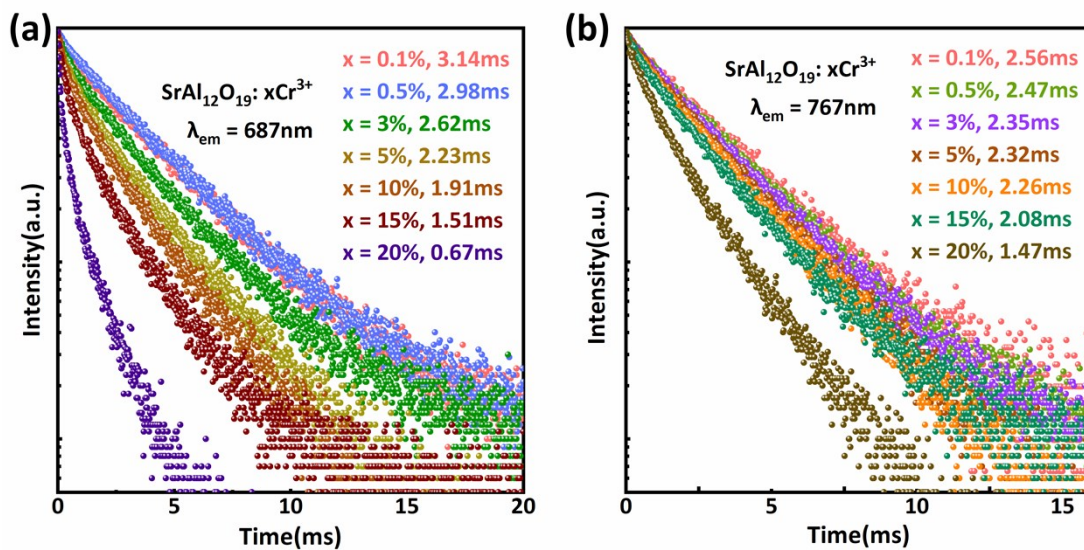 (a)
SrAl₁₂O₁₉: xCr³⁺
λem = 687nm
x = 0.1%, 3.14ms
x = 0.5%, 2.98ms
x = 3%, 2.62ms
x = 5%, 2.23ms
x = 10%, 1.91ms
x = 15%, 1.51ms
x = 20%, 0.67ms
Intensity(a.u.)
0 5 10 15 20
Time(ms)
(b)
SrAl₁₂O₁₉: xCr³⁺
λem = 767nm
x = 0.1%, 2.56ms
x = 0.5%, 2.47ms
x = 3%, 2.35ms
x = 5%, 2.32ms
x = 10%, 2.26ms
x = 15%, 2.08ms
x = 20%, 1.47ms
Intensity(a.u.)
0 5 10 15
Time(ms)